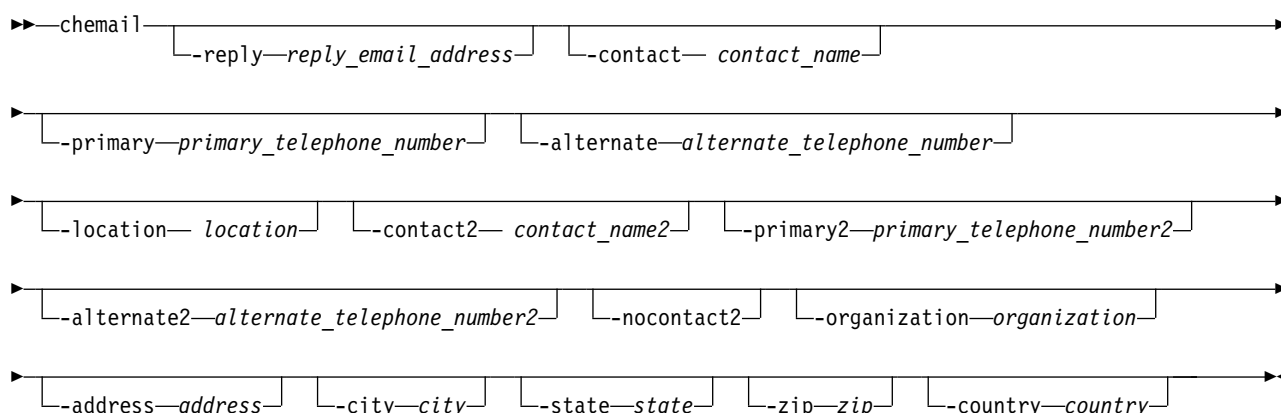 chemail
-reply reply_email_address -contact contact_name
-primary primary_telephone_number -alternate alternate_telephone_number
-location location -contact2 contact_name2 -primary2 primary_telephone_number2
-alternate2 alternate_telephone_number2 -nocontact2 -organization organization
-address address -city city -state state -zip zip -country country